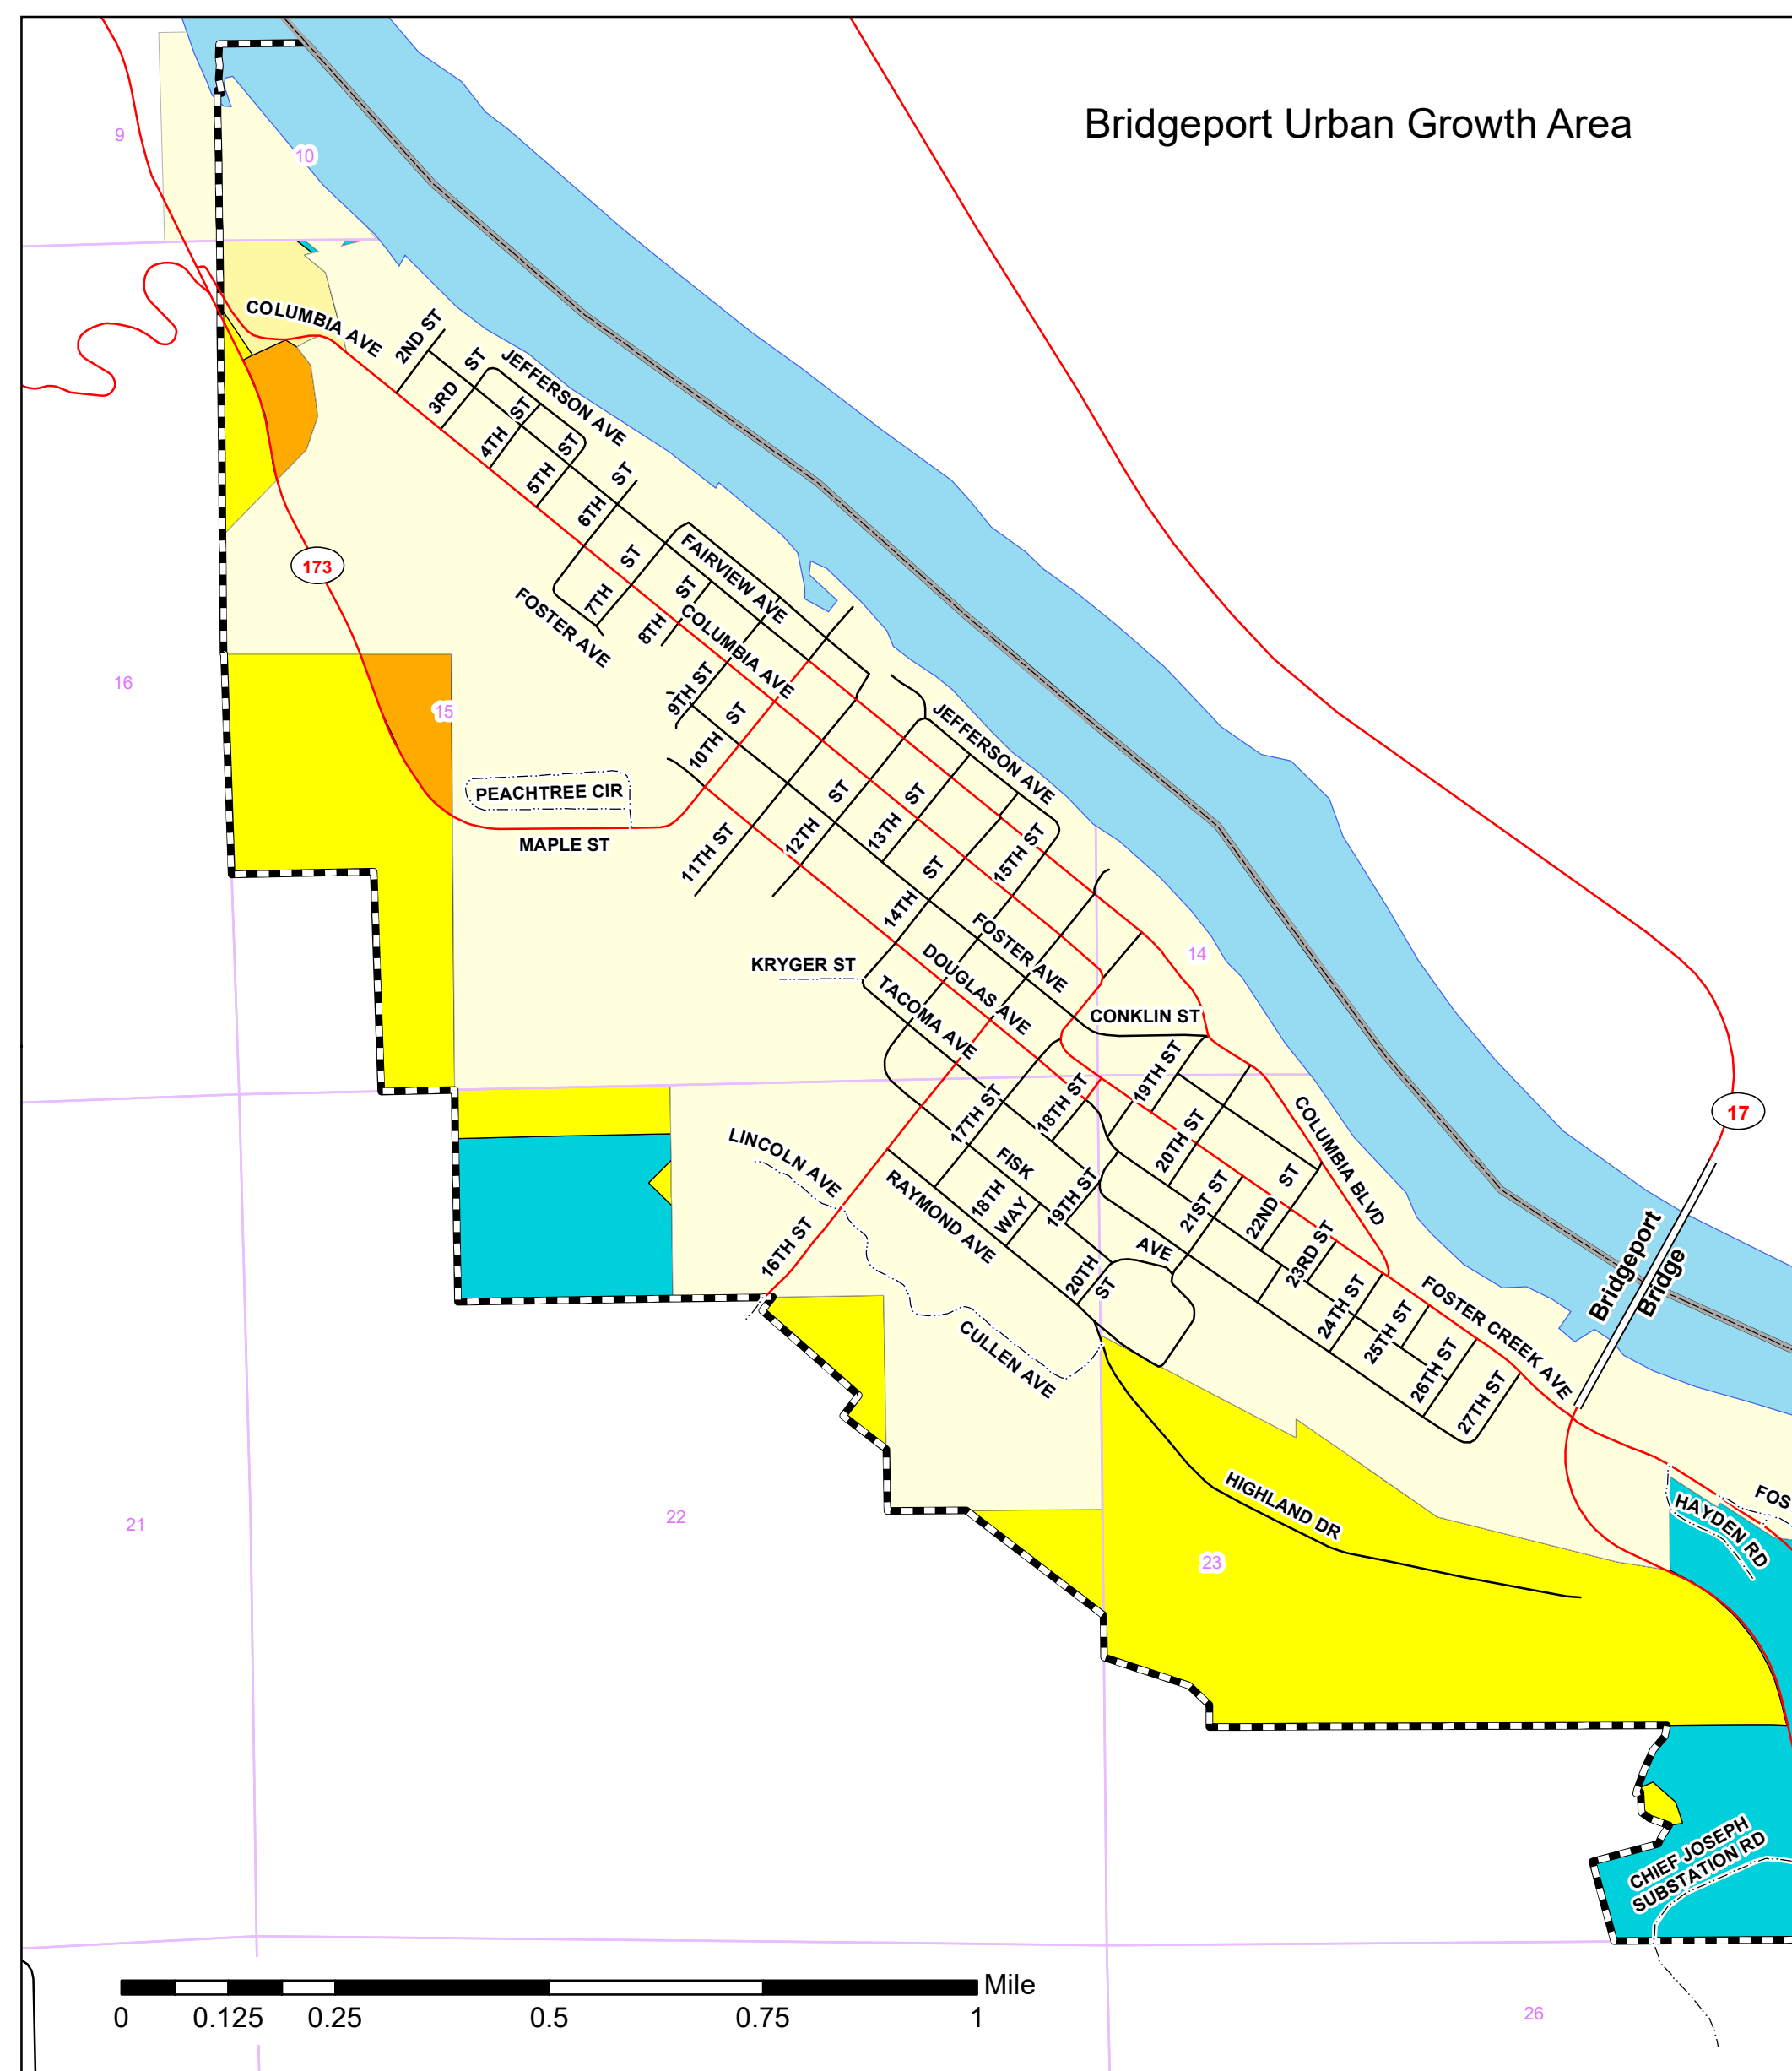 Bridgeport Urban Growth Area
9
10
COLUMBIA AVE
2ND ST
3RD ST
JEFFERSON AVE
4TH ST
5TH ST
6TH ST
173
7TH ST
FAIRVIEW AVE
FOSTER AVE
8TH ST
COLUMBIA AVE
16
15
9TH ST
10TH ST
JEFFERSON AVE
PEACHTREE CIR
MAPLE ST
11TH ST
12TH ST
13TH ST
14TH ST
15TH ST
FOSTER AVE
14
KRYGER ST
DOUGLAS AVE
TACOMA AVE
CONKLIN ST
17TH ST
18TH ST
19TH ST
20TH ST
COLUMBIA BLVD
17
LINCOLN AVE
FISK
AVE
RAYMOND AVE
18TH
WAY
19TH ST
21ST ST
22ND ST
16TH ST
20TH
ST
23RD ST
24TH ST
25TH ST
26TH ST
27TH ST
FOSTER CREEK AVE
Bridgeport
Bridge
CULLEN AVE
HIGHLAND DR
FOS
HAYDEN RD
21
22
23
CHIEF JOSEPH
SUBSTATION RD
Mile
0 0.125 0.25 0.5 0.75 1
26